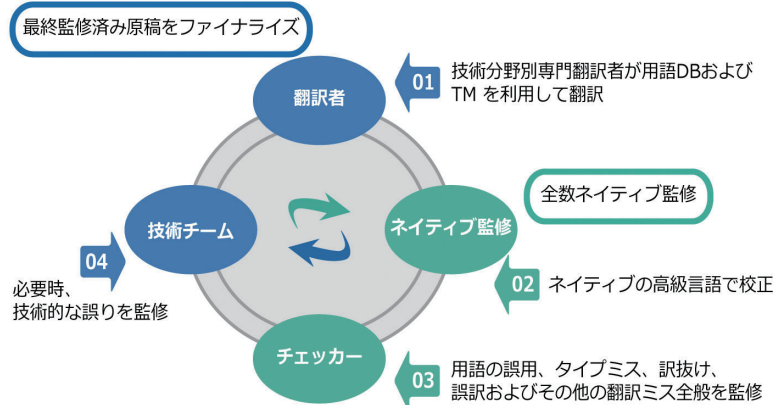 最終監修済み原稿をファイナライズ
翻訳者
01
技術分野別専門翻訳者が用語DBおよび
TM を利用して翻訳
全数ネイティブ監修
ネイティブ監修
02
ネイティブの高級言語で校正
チェッカー
03
用語の誤用、タイプミス、訳抜け、
誤訳およびその他の翻訳ミス全般を監修
技術チーム
04
必要時、
技術的な誤りを監修